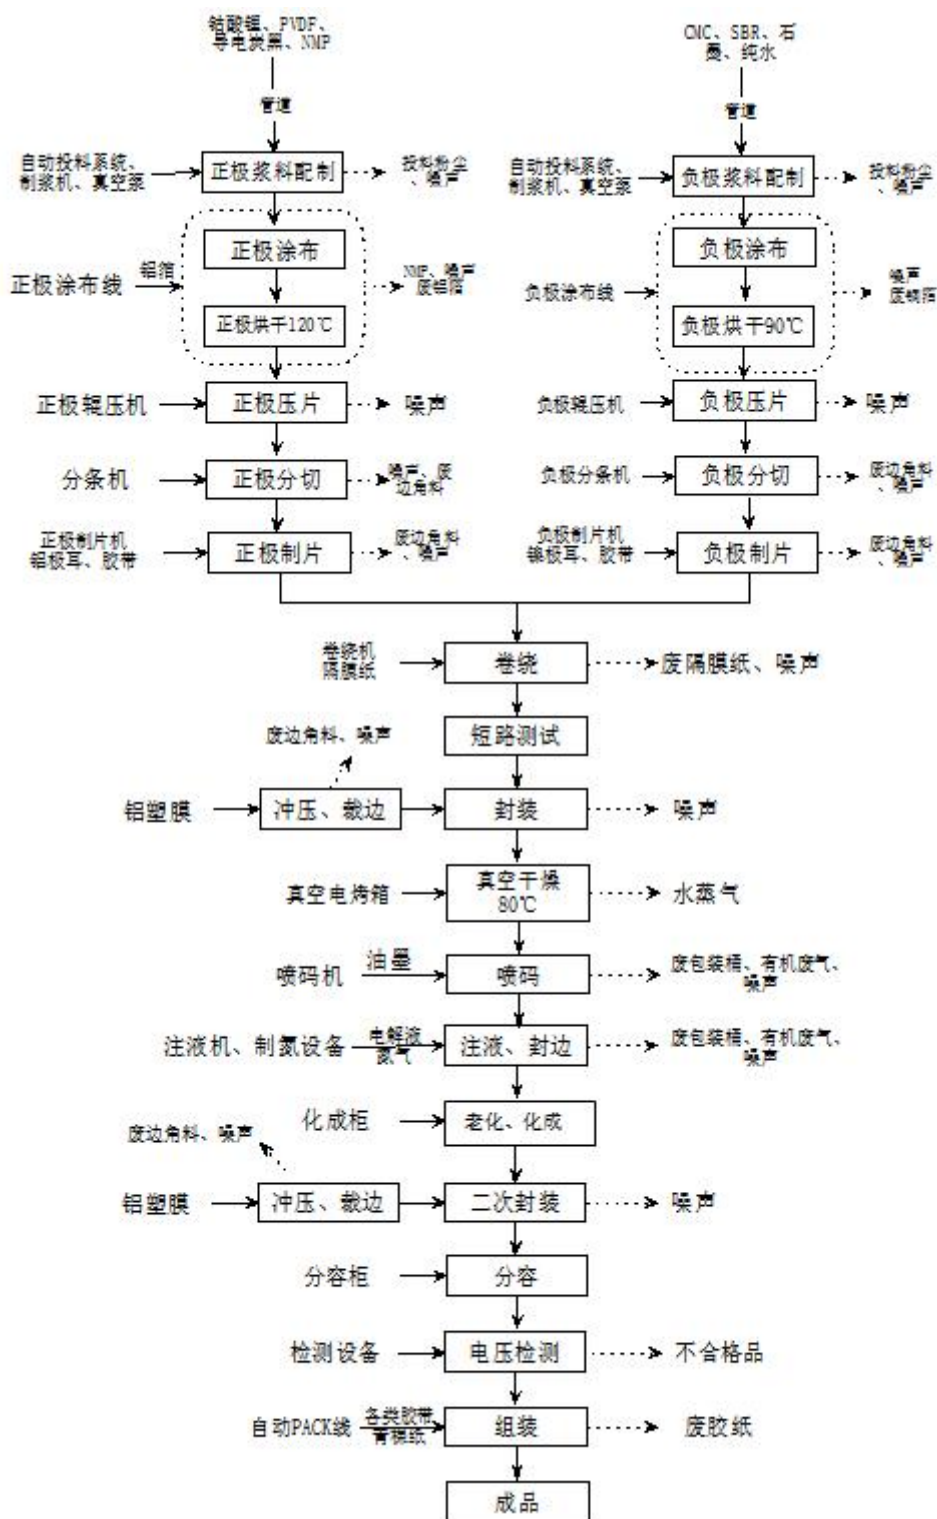 钴酸锂、PVDF、
导电炭黑、NMP
管道
自动投料系统、
制浆机、真空泵
正极浆料配制
投料粉尘
、噪声
正极涂布线
铝箔
正极涂布
正极烘干120℃
NMP、噪声
废铝箔
正极辊压机
正极压片
噪声
分条机
正极分切
噪声、废
边角料
正极制片机
铝极耳、胶带
正极制片
废边角料
、噪声
CMC、SBR、石
墨、纯水
管道
自动投料系统、
制浆机、真空泵
负极浆料配制
投料粉尘
、噪声
负极涂布线
负极涂布
负极烘干90℃
噪声
废铜箔
负极辊压机
负极压片
噪声
负极分条机
负极分切
废边角料
、噪声
负极制片机
镍极耳、胶带
负极制片
废边角料
、噪声
卷绕机
隔膜纸
卷绕
废隔膜纸、噪声
短路测试
废边角料、噪声
铝塑膜
冲压、裁边
封装
噪声
真空电烤箱
真空干燥
80℃
水蒸气
喷码机
油墨
喷码
废包装桶、有机废气、
噪声
注液机、制氮设备
电解液
氮气
注液、封边
废包装桶、有机废气、
噪声
化成柜
老化、化成
废边角料、噪声
铝塑膜
冲压、裁边
二次封装
噪声
分容柜
分容
检测设备
电压检测
不合格品
自动PACK线
各类胶带
青稞纸
组装
废胶纸
成品